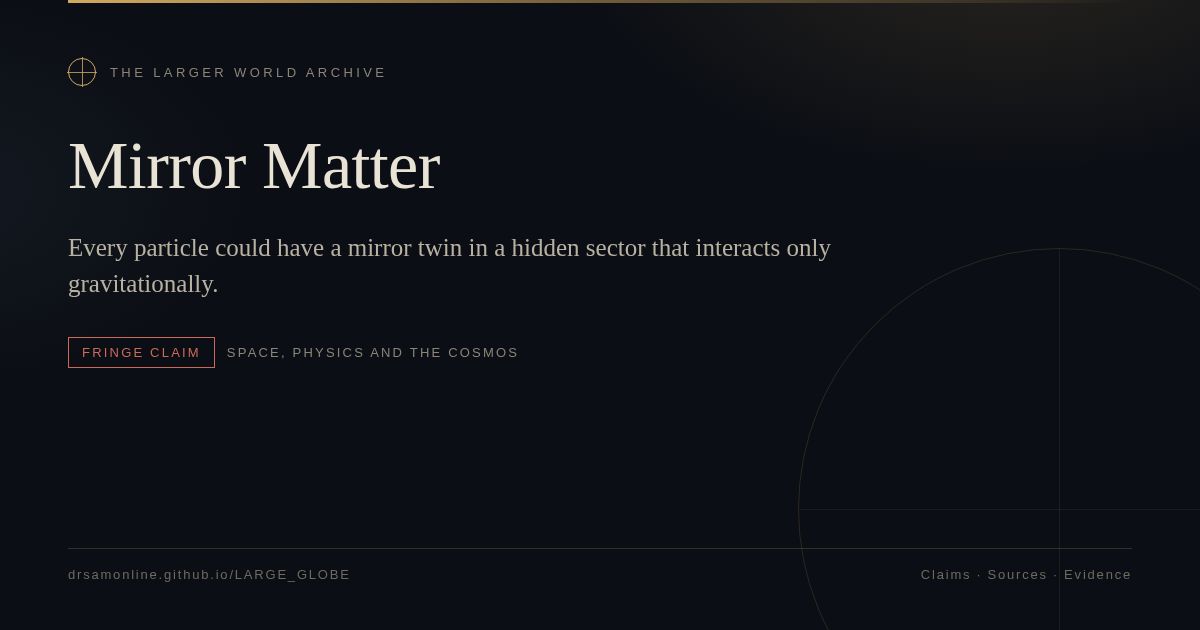 THE LARGER WORLD ARCHIVE
Mirror Matter
Every particle could have a mirror twin in a hidden sector that interacts only
gravitationally.
FRINGE CLAIM
SPACE, PHYSICS AND THE COSMOS
drsamonline.github.io/LARGE_GLOBE
Claims · Sources · Evidence